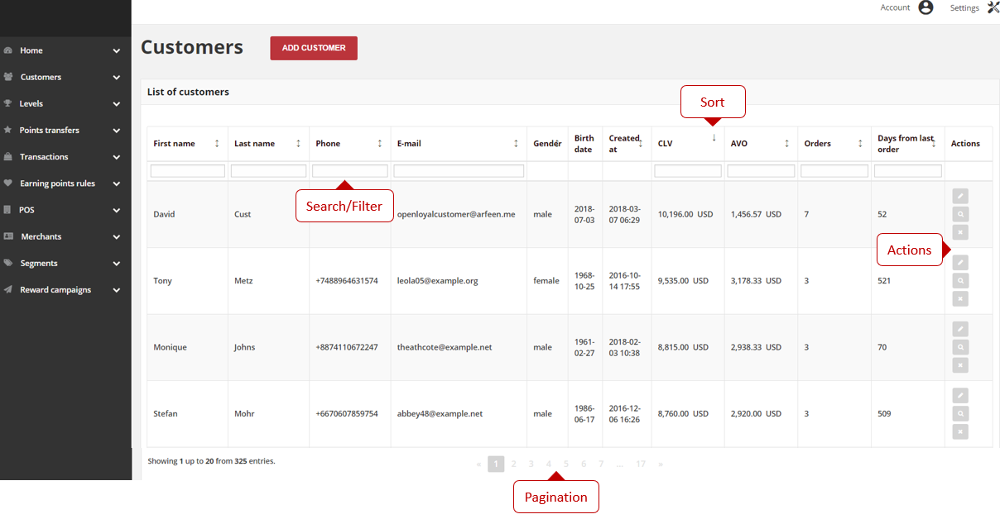 Account Settings
Home
Customers
Levels
Points transfers
Transactions
Earning points rules
POS
Merchants
Segments
Reward campaigns
Customers ADD CUSTOMER
List of customers
Sort
First name Last name Phone E-mail Gender Birth date Created at CLV AVO Orders Days from last order Actions
Search/Filter
David Cust openloyalcustomer@arfeen.me male 2018-07-03 2018-03-07 06:29 10,196.00 USD 1,456.57 USD 7 52
Actions
Tony Metz +7488964631574 leola05@example.org female 1968-10-25 2016-10-14 17:55 9,535.00 USD 3,178.33 USD 3 521
Monique Johns +8874110672247 theathcote@example.net male 1961-02-27 2018-02-03 10:38 8,815.00 USD 2,938.33 USD 3 70
Stefan Mohr +6670607859754 abbey48@example.net male 1986-06-17 2016-12-06 16:26 8,760.00 USD 2,920.00 USD 3 509
Showing 1 up to 20 from 325 entries.
« 1 2 3 4 5 6 7 ... 17 »
Pagination